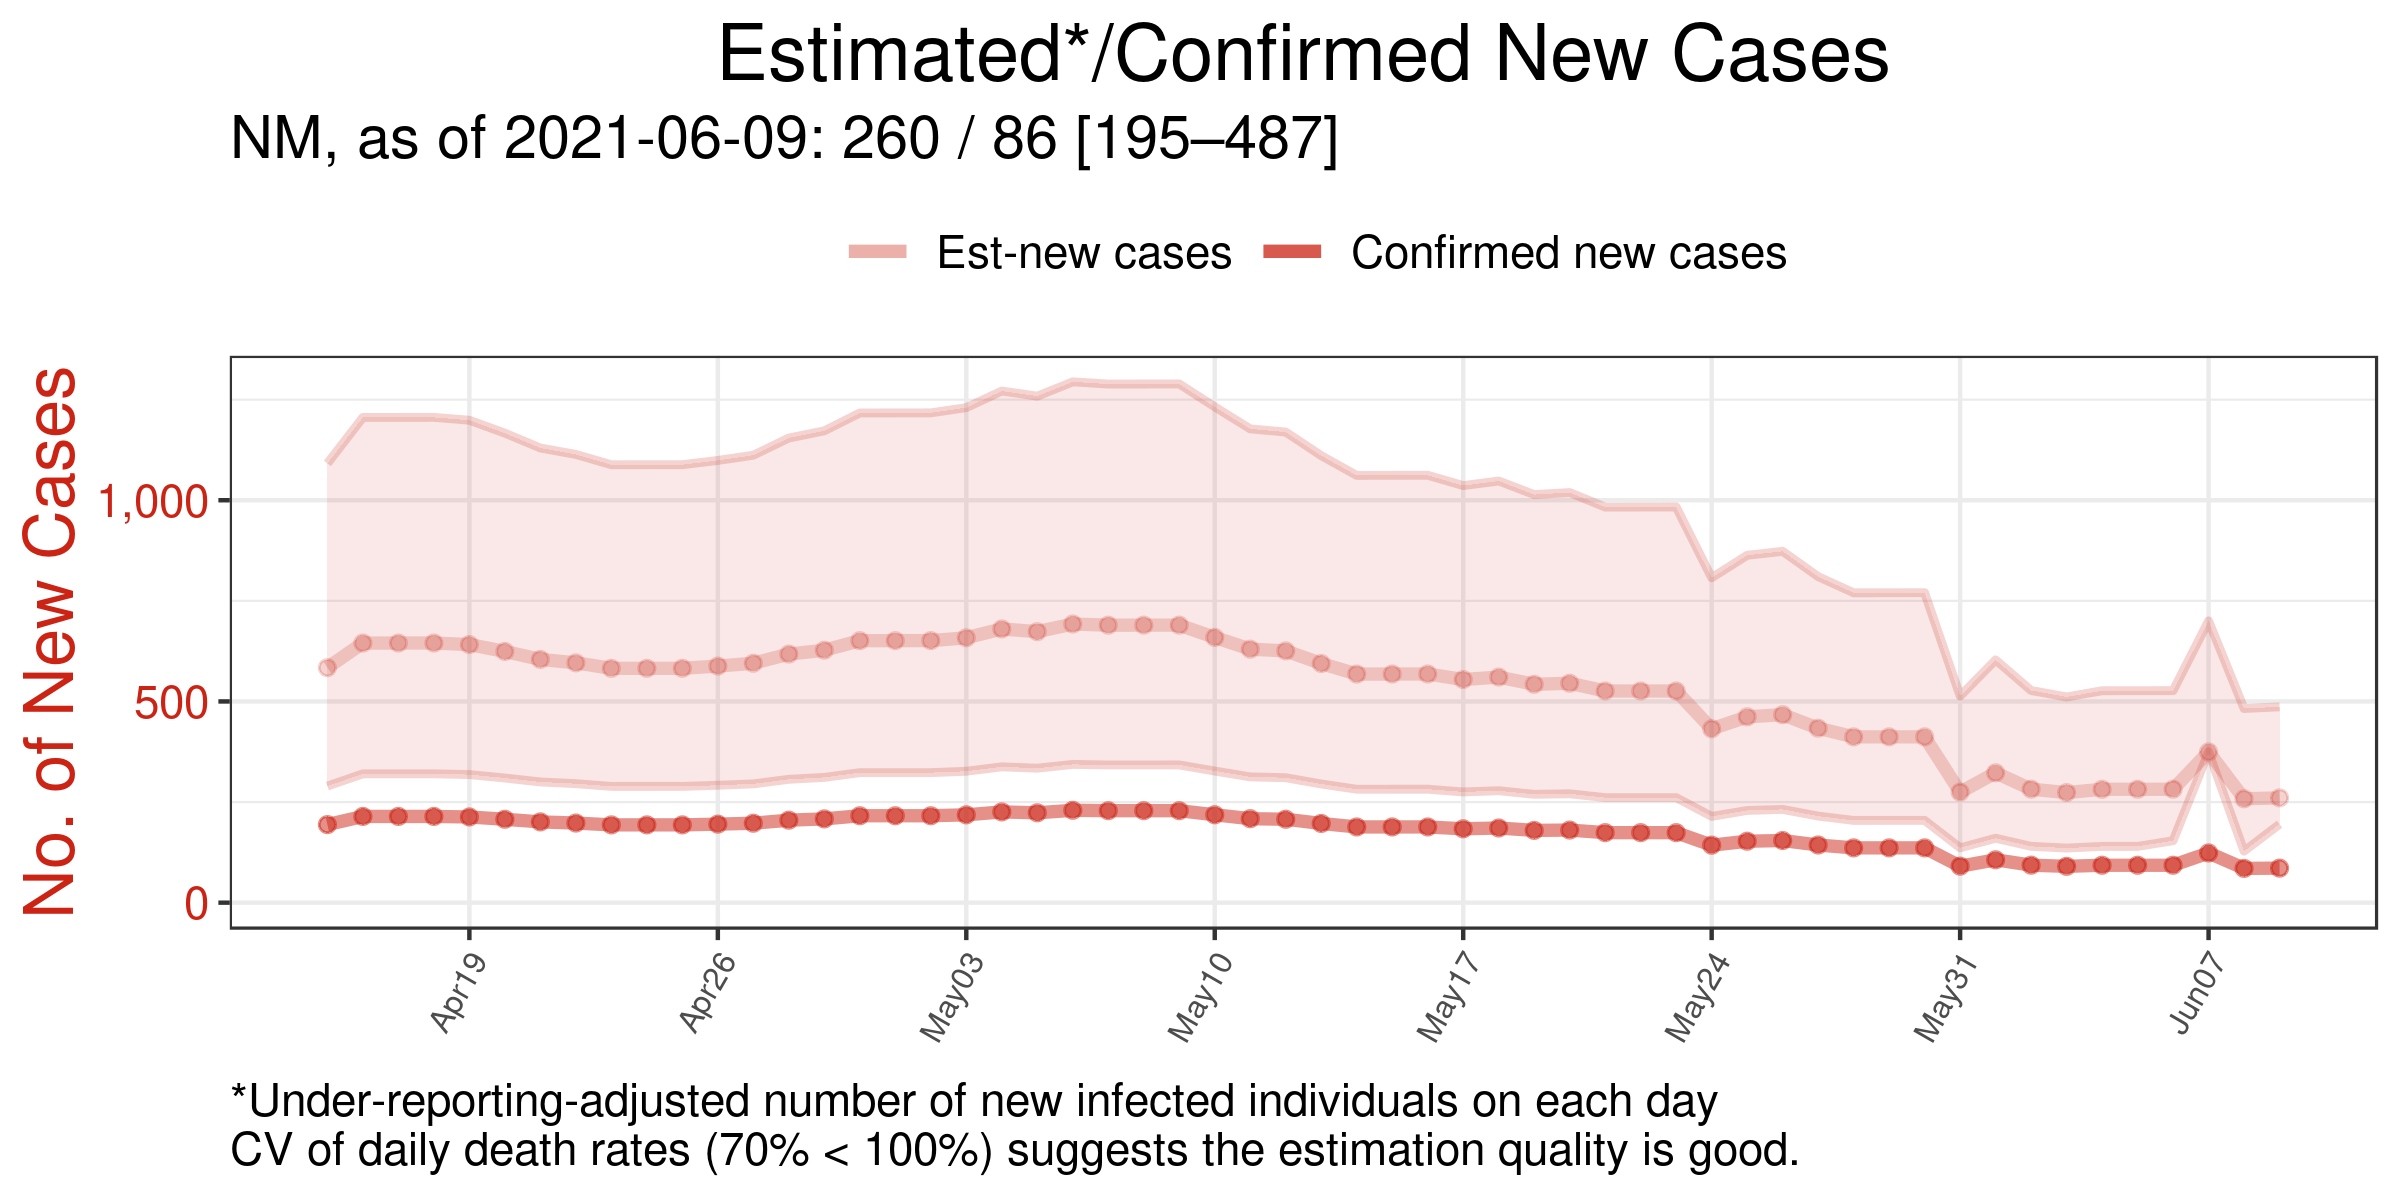 Estimated*/Confirmed New Cases
NM, as of 2021-06-09: 260 / 86 [195–487]
Est-new cases
Confirmed new cases
No. of New Cases
1,000
500
0
Apr19
Apr26
May03
May10
May17
May24
May31
Jun07
*Under-reporting-adjusted number of new infected individuals on each day
CV of daily death rates (70% < 100%) suggests the estimation quality is good.